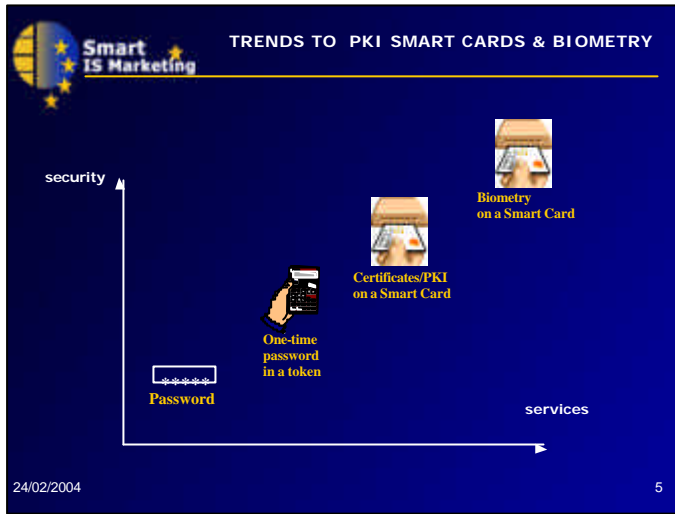 Smart
IS Marketing
TRENDS TO PKI SMART CARDS & BIOMETRY
security
Biometry
on a Smart Card
Certificates/PKI
on a Smart Card
One-time
password
in a token
*****
Password
services
24/02/2004
5